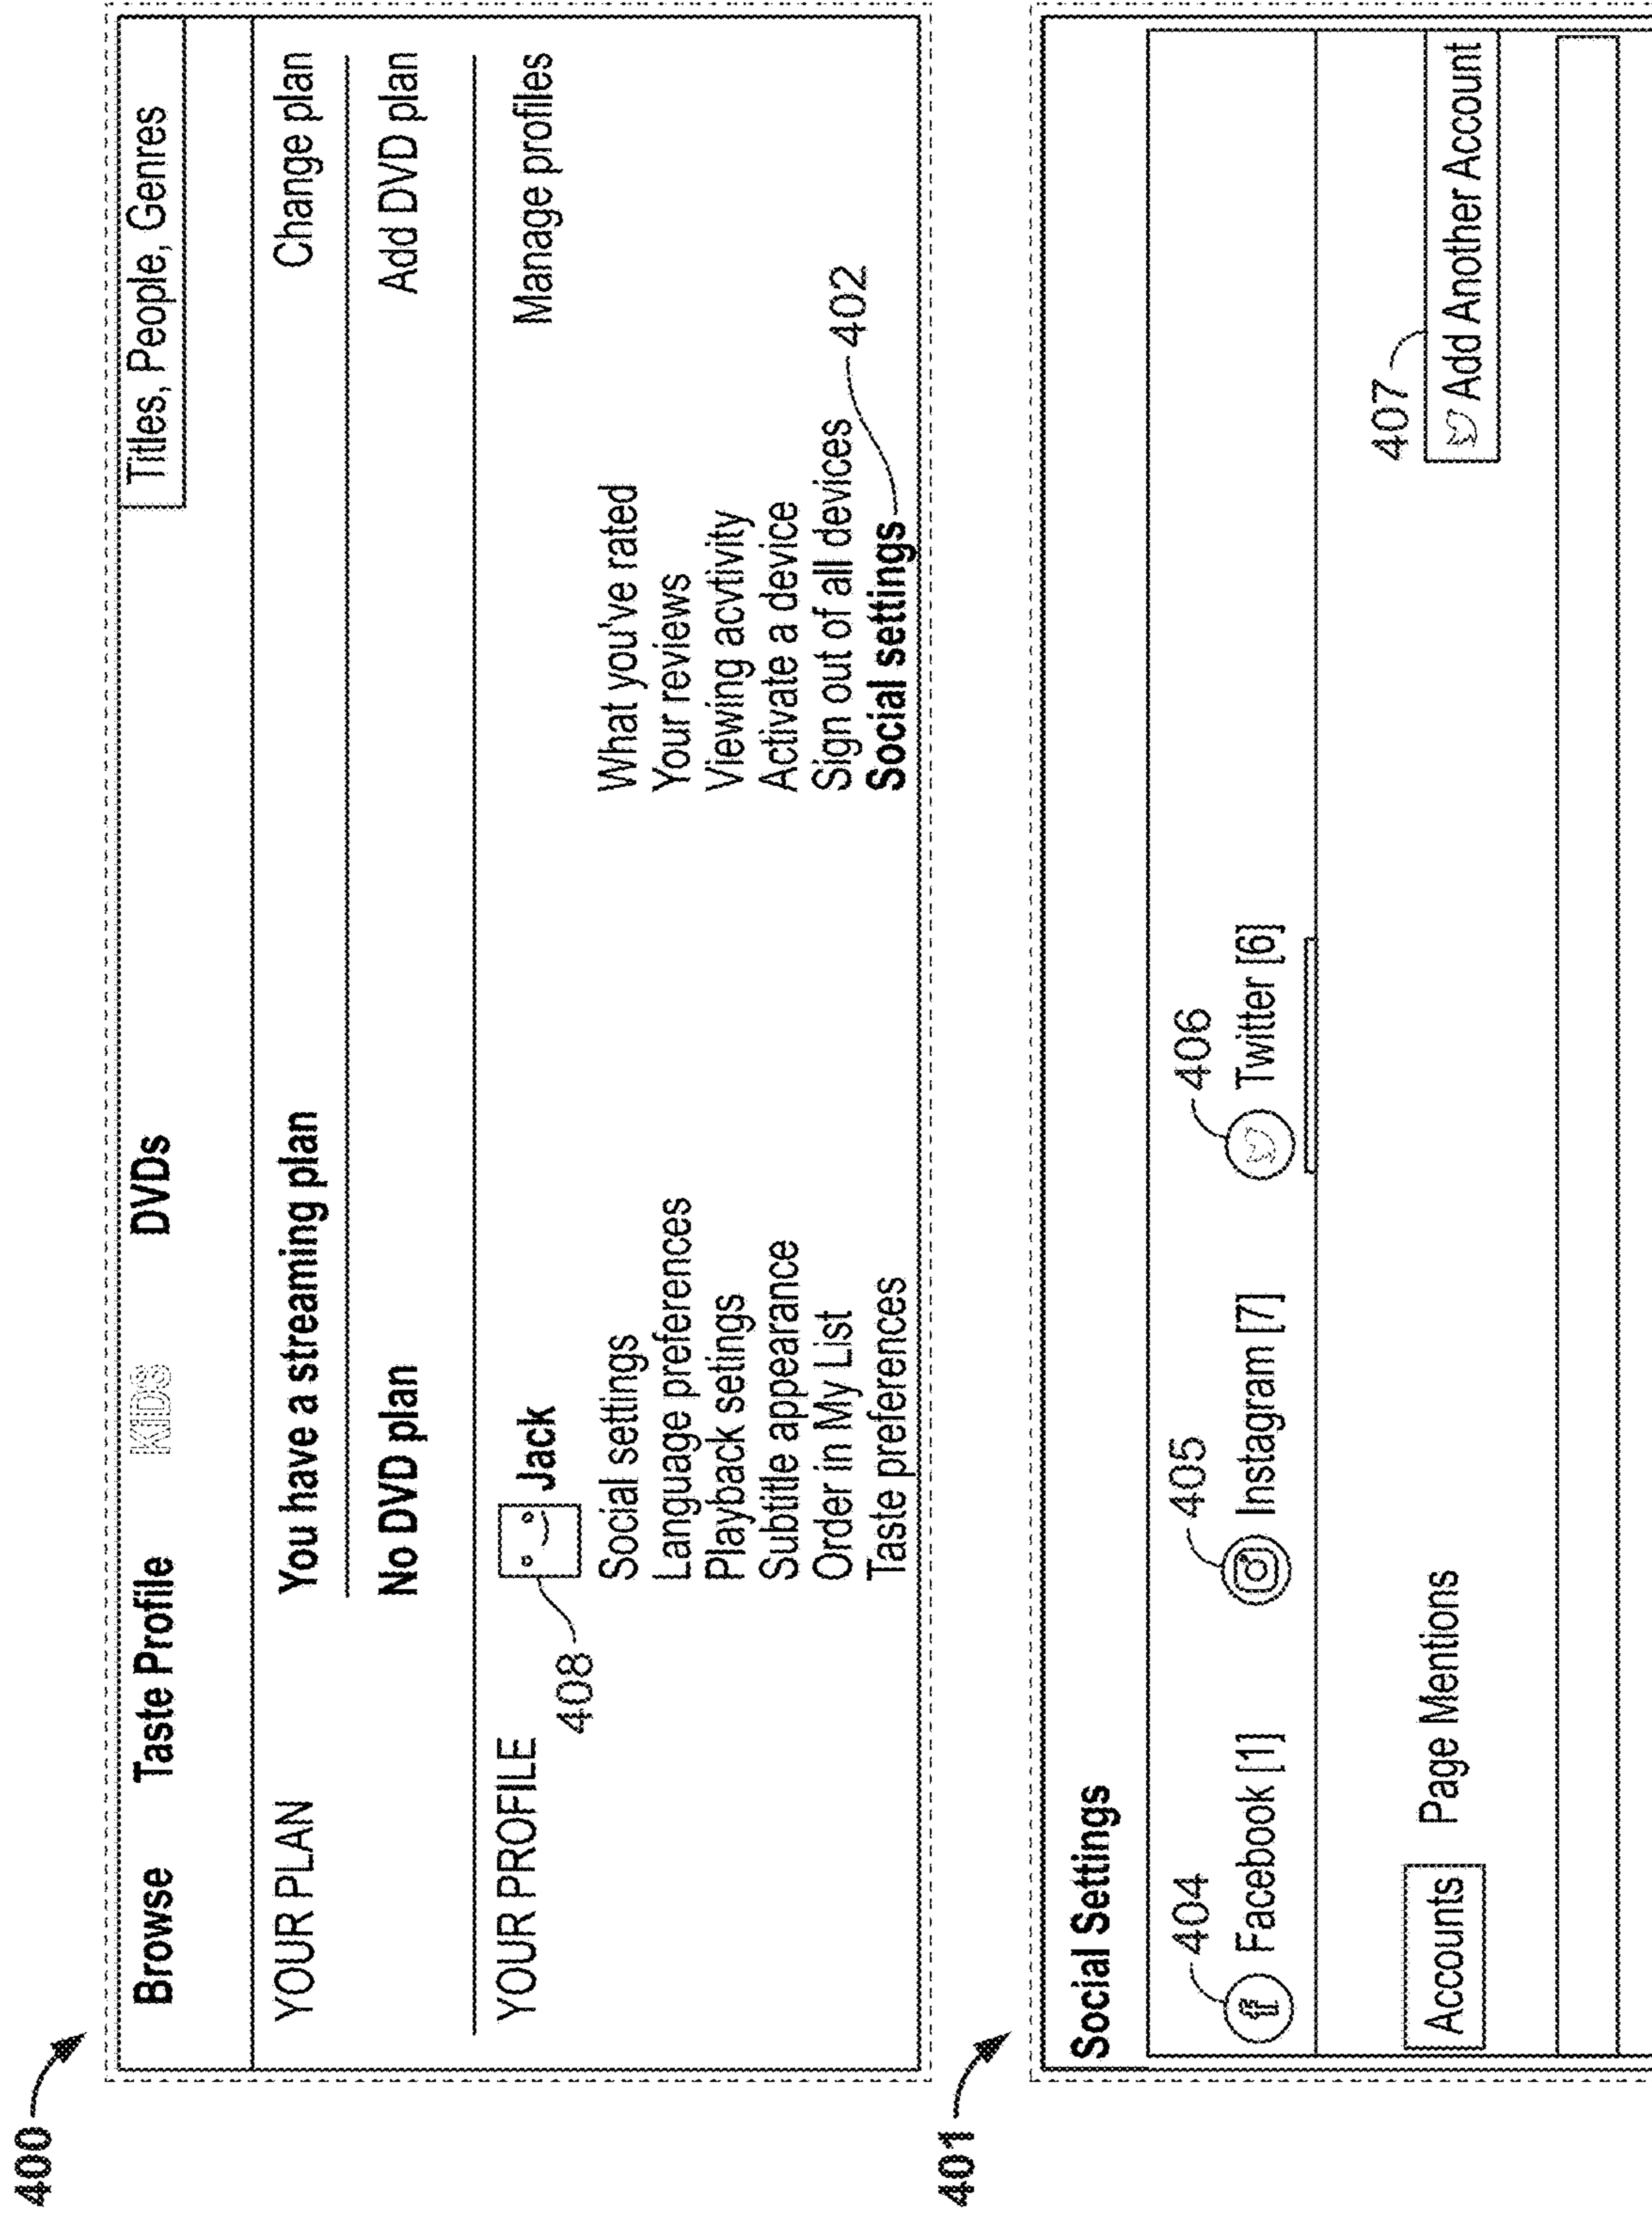 400
Browse Taste Profile KIDS DVDs Titles, People, Genres
YOUR PLAN You have a streaming plan Change plan
No DVD plan Add DVD plan
YOUR PROFILE Jack Manage profiles
408
Social settings What you've rated
Language preferences Your reviews
Playback setings Viewing acvtivity
Subtitle appearance Activate a device
Order in My List Sign out of all devices
Taste preferences Social settings 402
401
Social Settings
404 405 406
f Facebook [1] Instagram [7] Twitter [6]
407
Accounts Page Mentions Add Another Account